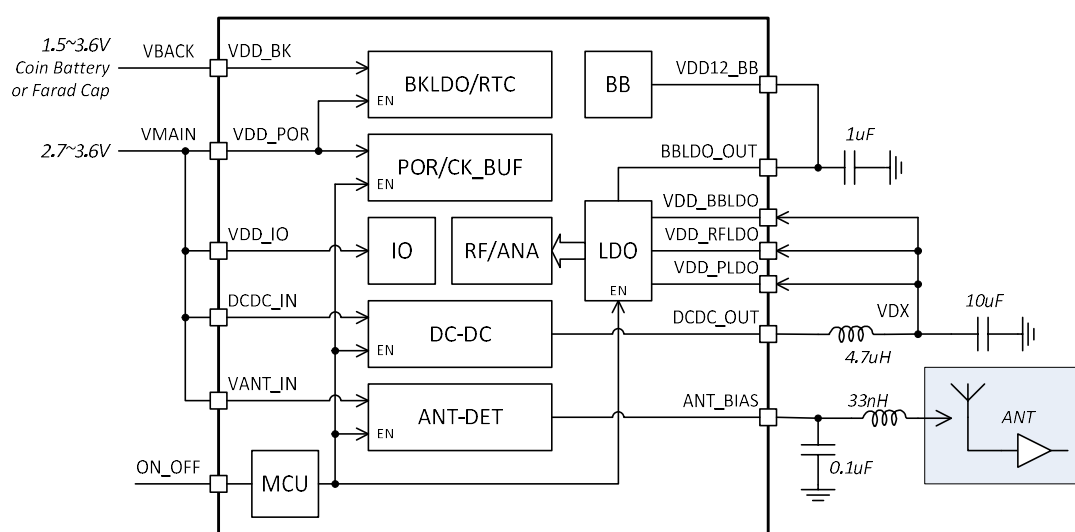 1.5~3.6V
Coin Battery
or Farad Cap
VBACK
VDD_BK
BKLDO/RTC
EN
BB
VDD12_BB
2.7~3.6V
VMAIN
VDD_POR
POR/CK_BUF
EN
BBLDO_OUT
1uF
VDD_IO
IO
RF/ANA
LDO
EN
VDD_BBLDO
VDD_RFLDO
VDD_PLDO
DCDC_IN
DC-DC
EN
DCDC_OUT
VDX
10uF
4.7uH
VANT_IN
ANT-DET
EN
ANT_BIAS
33nH
ANT
0.1uF
ON_OFF
MCU